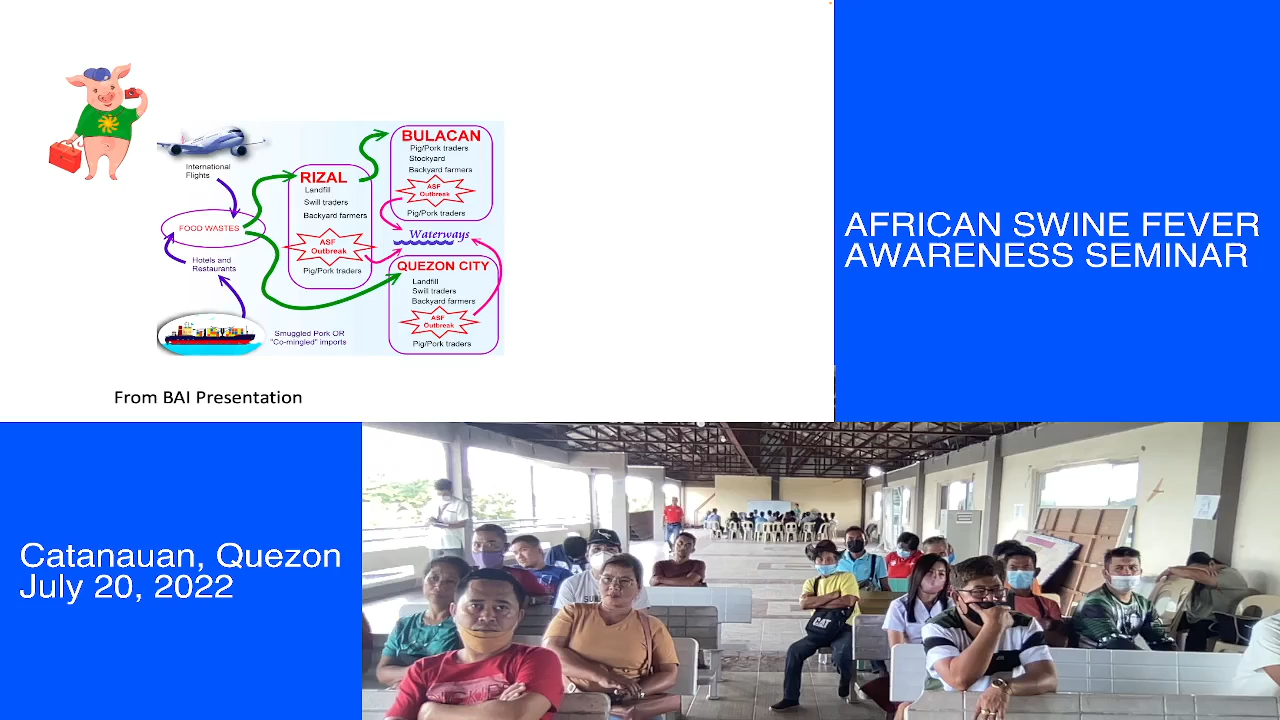 International
Flights
FOOD WASTES
Hotels and
Restaurants
Smuggled Pork OR
"Co-mingled" imports
RIZAL
Landfill
Swill traders
Backyard farmers
ASF
Outbreak
Pig/Pork traders
BULACAN
Pig/Pork traders
Stockyard
Backyard farmers
ASF
Outbreak
Pig/Pork traders
Waterways
QUEZON CITY
Landfill
Swill traders
Backyard farmers
ASF
Outbreak
Pig/Pork traders
From BAI Presentation
AFRICAN SWINE FEVER
AWARENESS SEMINAR
Catanauan, Quezon
July 20, 2022
CAT